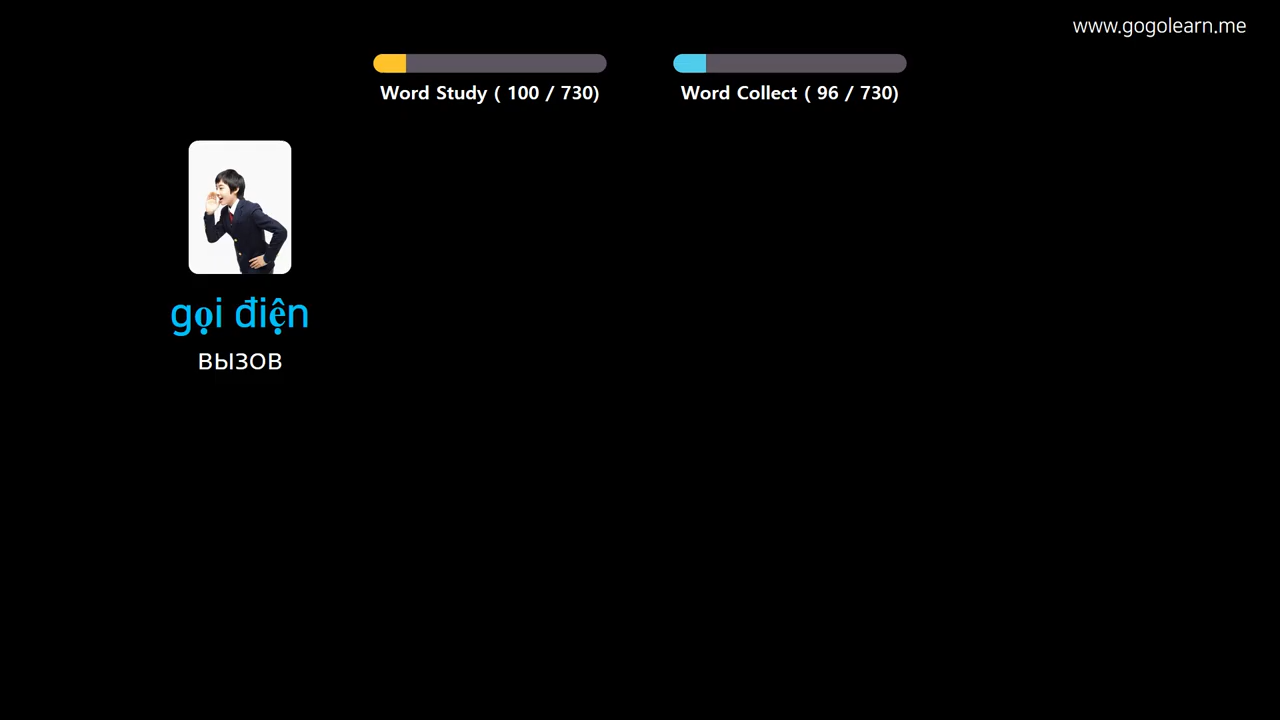 www.gogolearn.me
Word Study ( 100 / 730)
Word Collect ( 96 / 730)
gọi điện
вызов